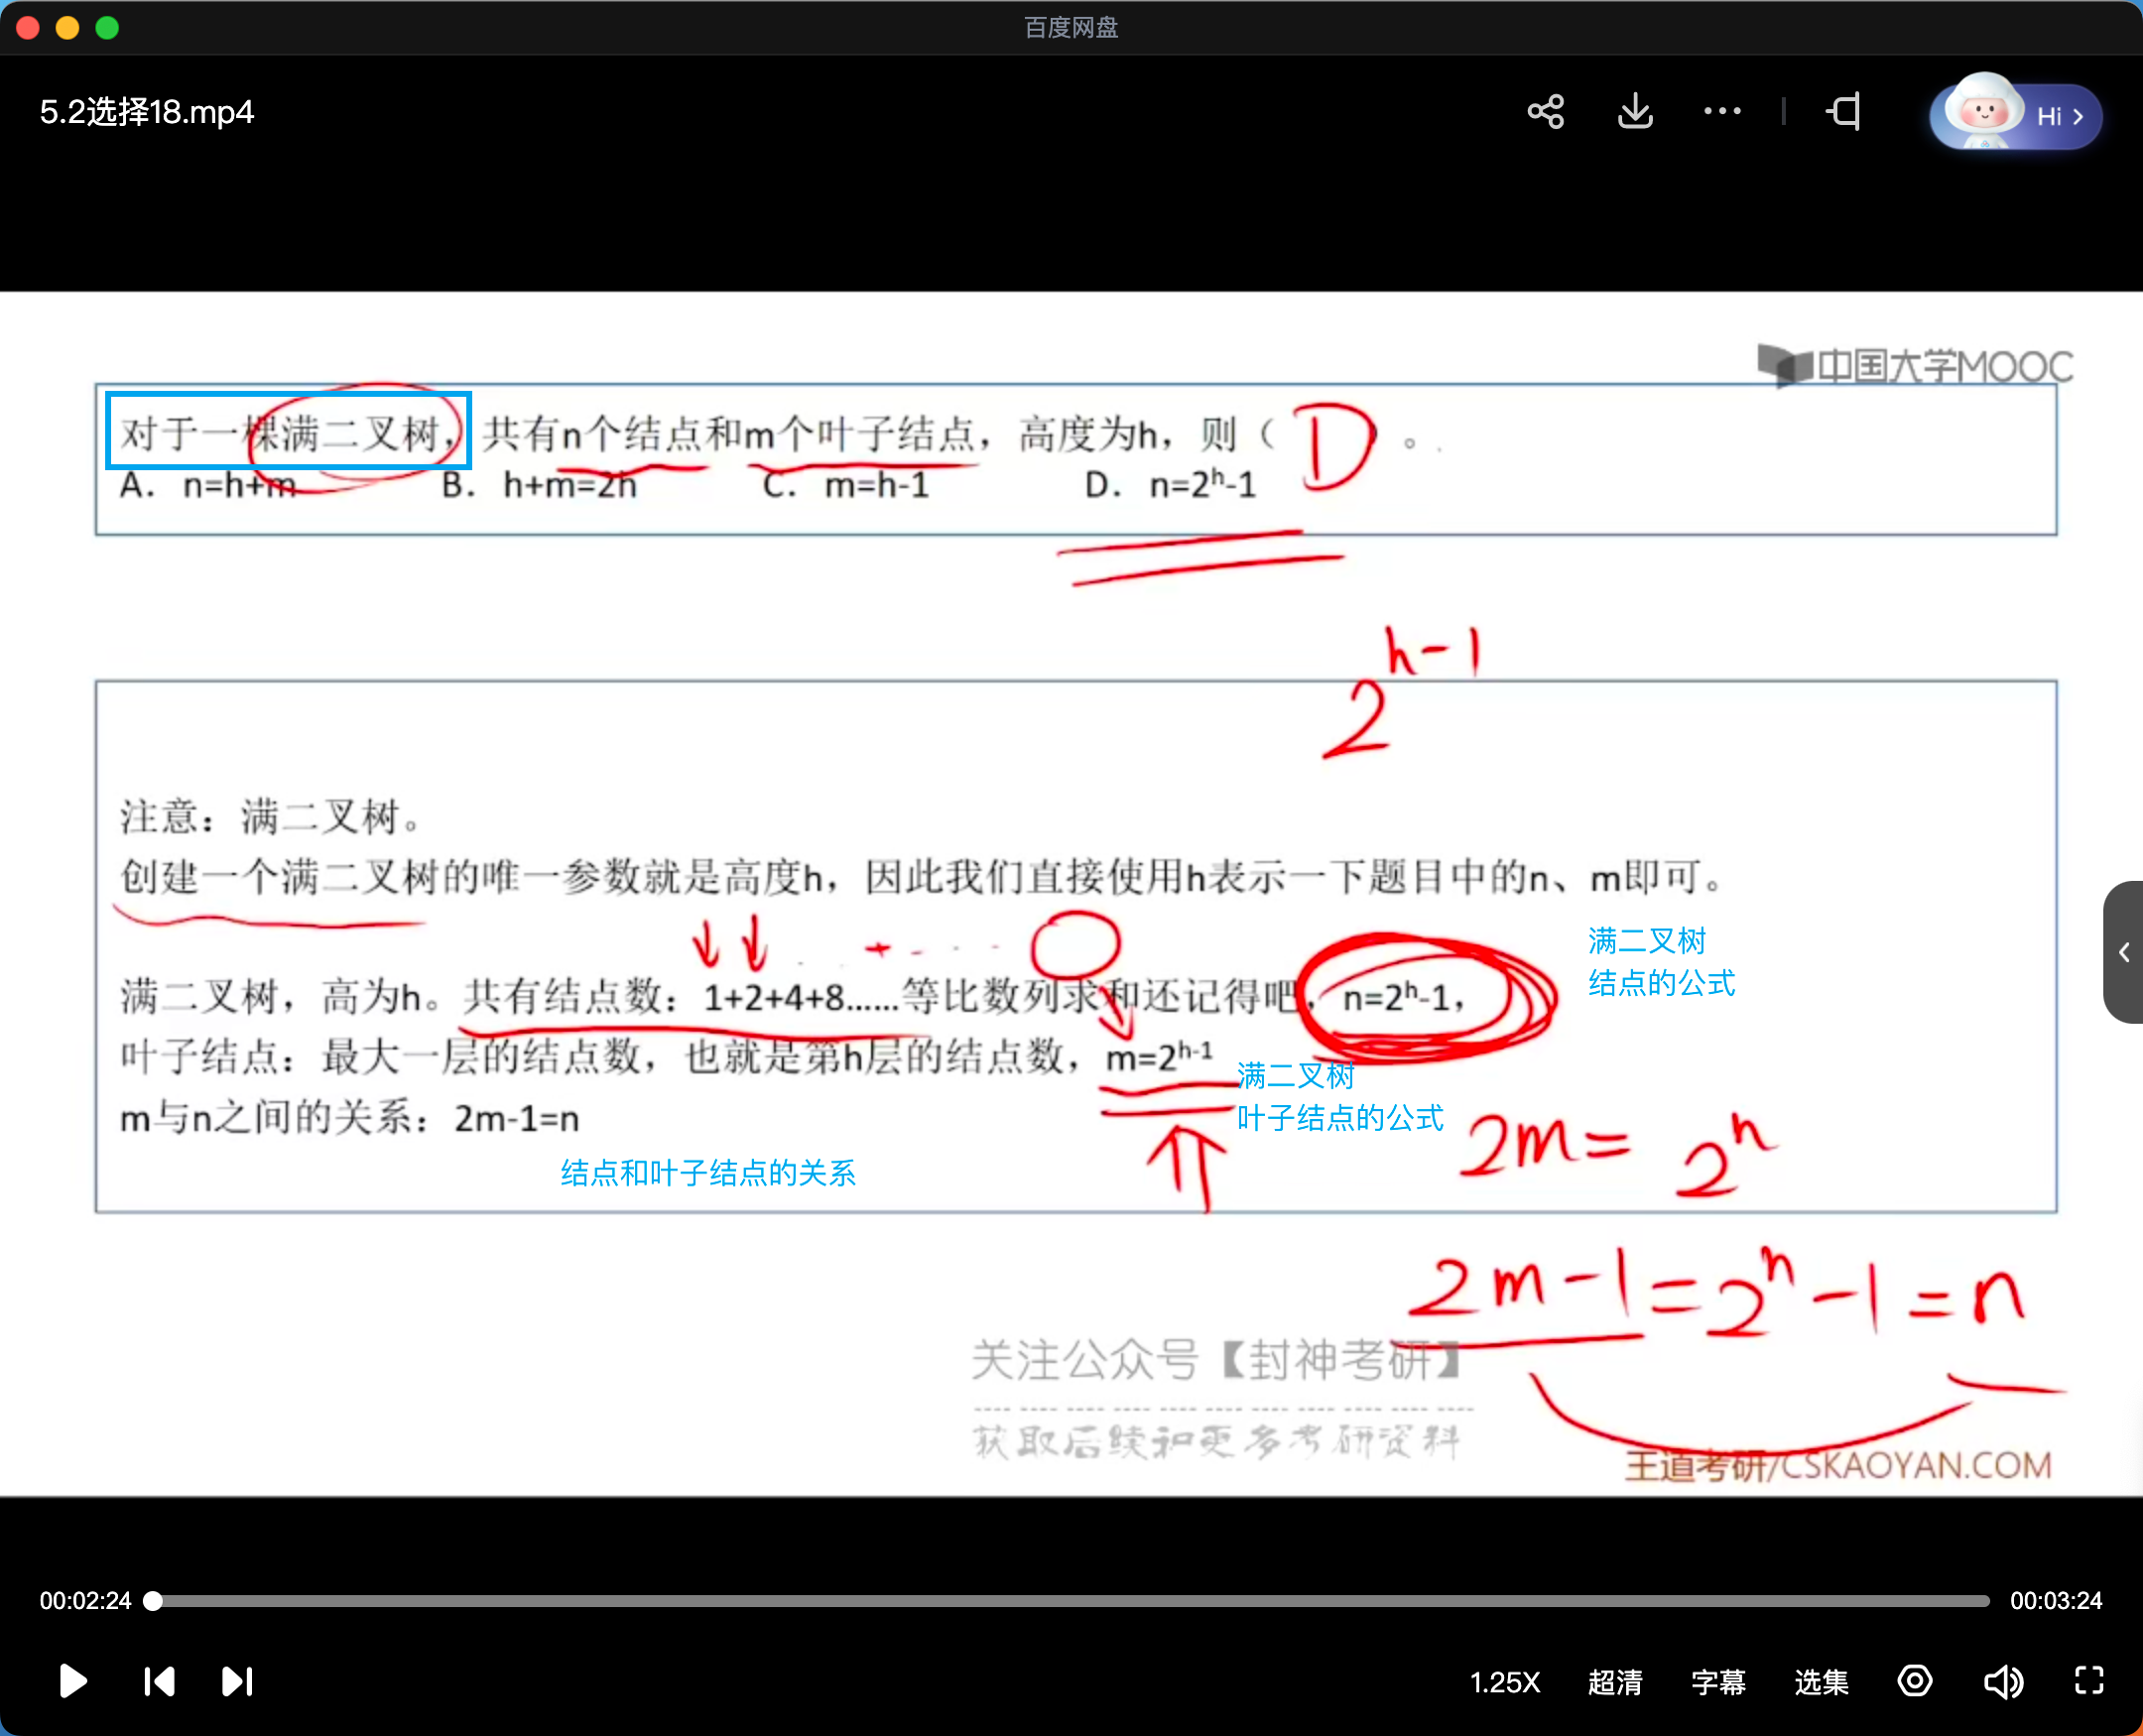 百度网盘
5.2选择18.mp4
Hi
中国大学MOOC
对于一棵满二叉树，共有n个结点和m个叶子结点，高度为h，则（ D ）。
A. n=h+m B. h+m=2h C. m=h-1 D. n=2ʰ-1
2ʰ⁻¹
注意：满二叉树。
创建一个满二叉树的唯一参数就是高度h，因此我们直接使用h表示一下题目中的n、m即可。
满二叉树
结点的公式
满二叉树，高为h。共有结点数：1+2+4+8……等比数列求和还记得吧，n=2ʰ-1，
叶子结点：最大一层的结点数，也就是第h层的结点数，m=2ʰ⁻¹
满二叉树
叶子结点的公式
m与n之间的关系：2m-1=n
2m=2ʰ
结点和叶子结点的关系
2m-1=2ʰ-1=n
关注公众号【封神考研】
获取后续和更多考研资料
王道考研/CSKAOYAN.COM
00:02:24
00:03:24
1.25X 超清 字幕 选集